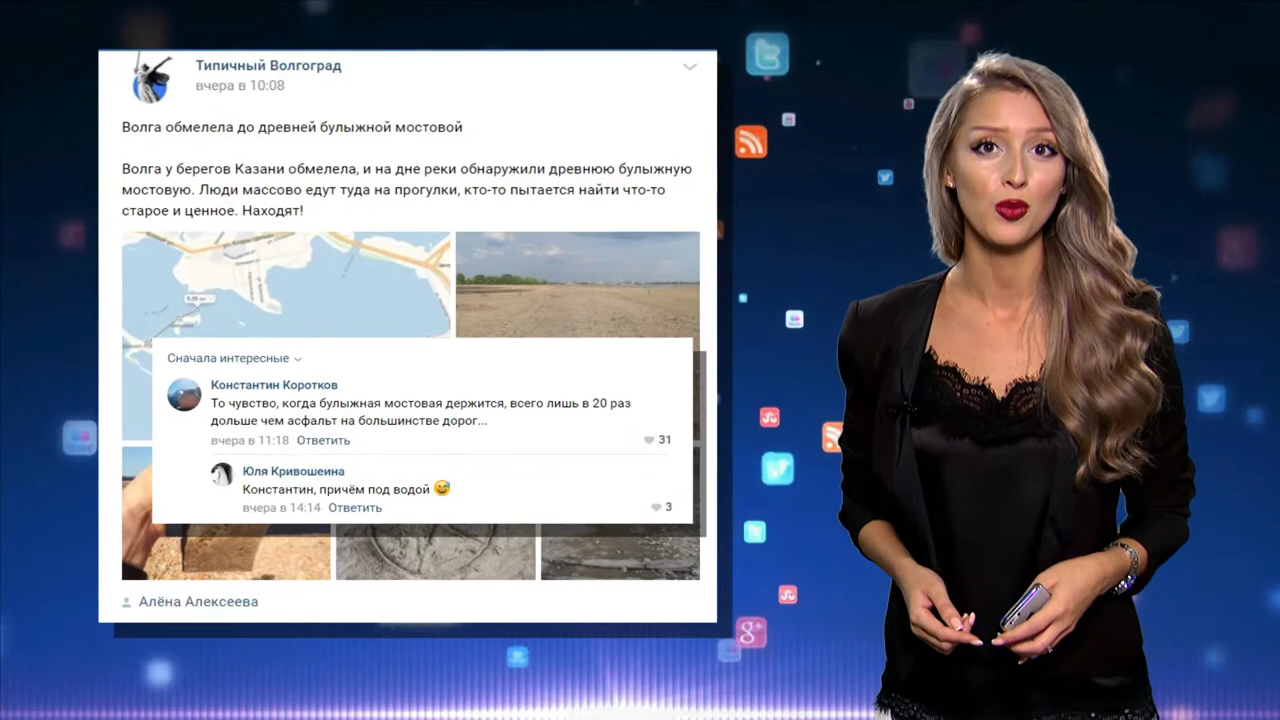 Типичный Волгоград
вчера в 10:08
Волга обмелела до древней булыжной мостовой
Волга у берегов Казани обмелела, и на дне реки обнаружили древнюю булыжную
мостовую. Люди массово едут туда на прогулки, кто-то пытается найти что-то
старое и ценное. Находят!
Сначала интересные
Константин Коротков
То чувство, когда булыжная мостовая держится, всего лишь в 20 раз
дольше чем асфальт на большинстве дорог...
вчера в 11:18 Ответить 31
Юля Кривошеина
Константин, причём под водой 😅
вчера в 14:14 Ответить 3
Алёна Алексеева